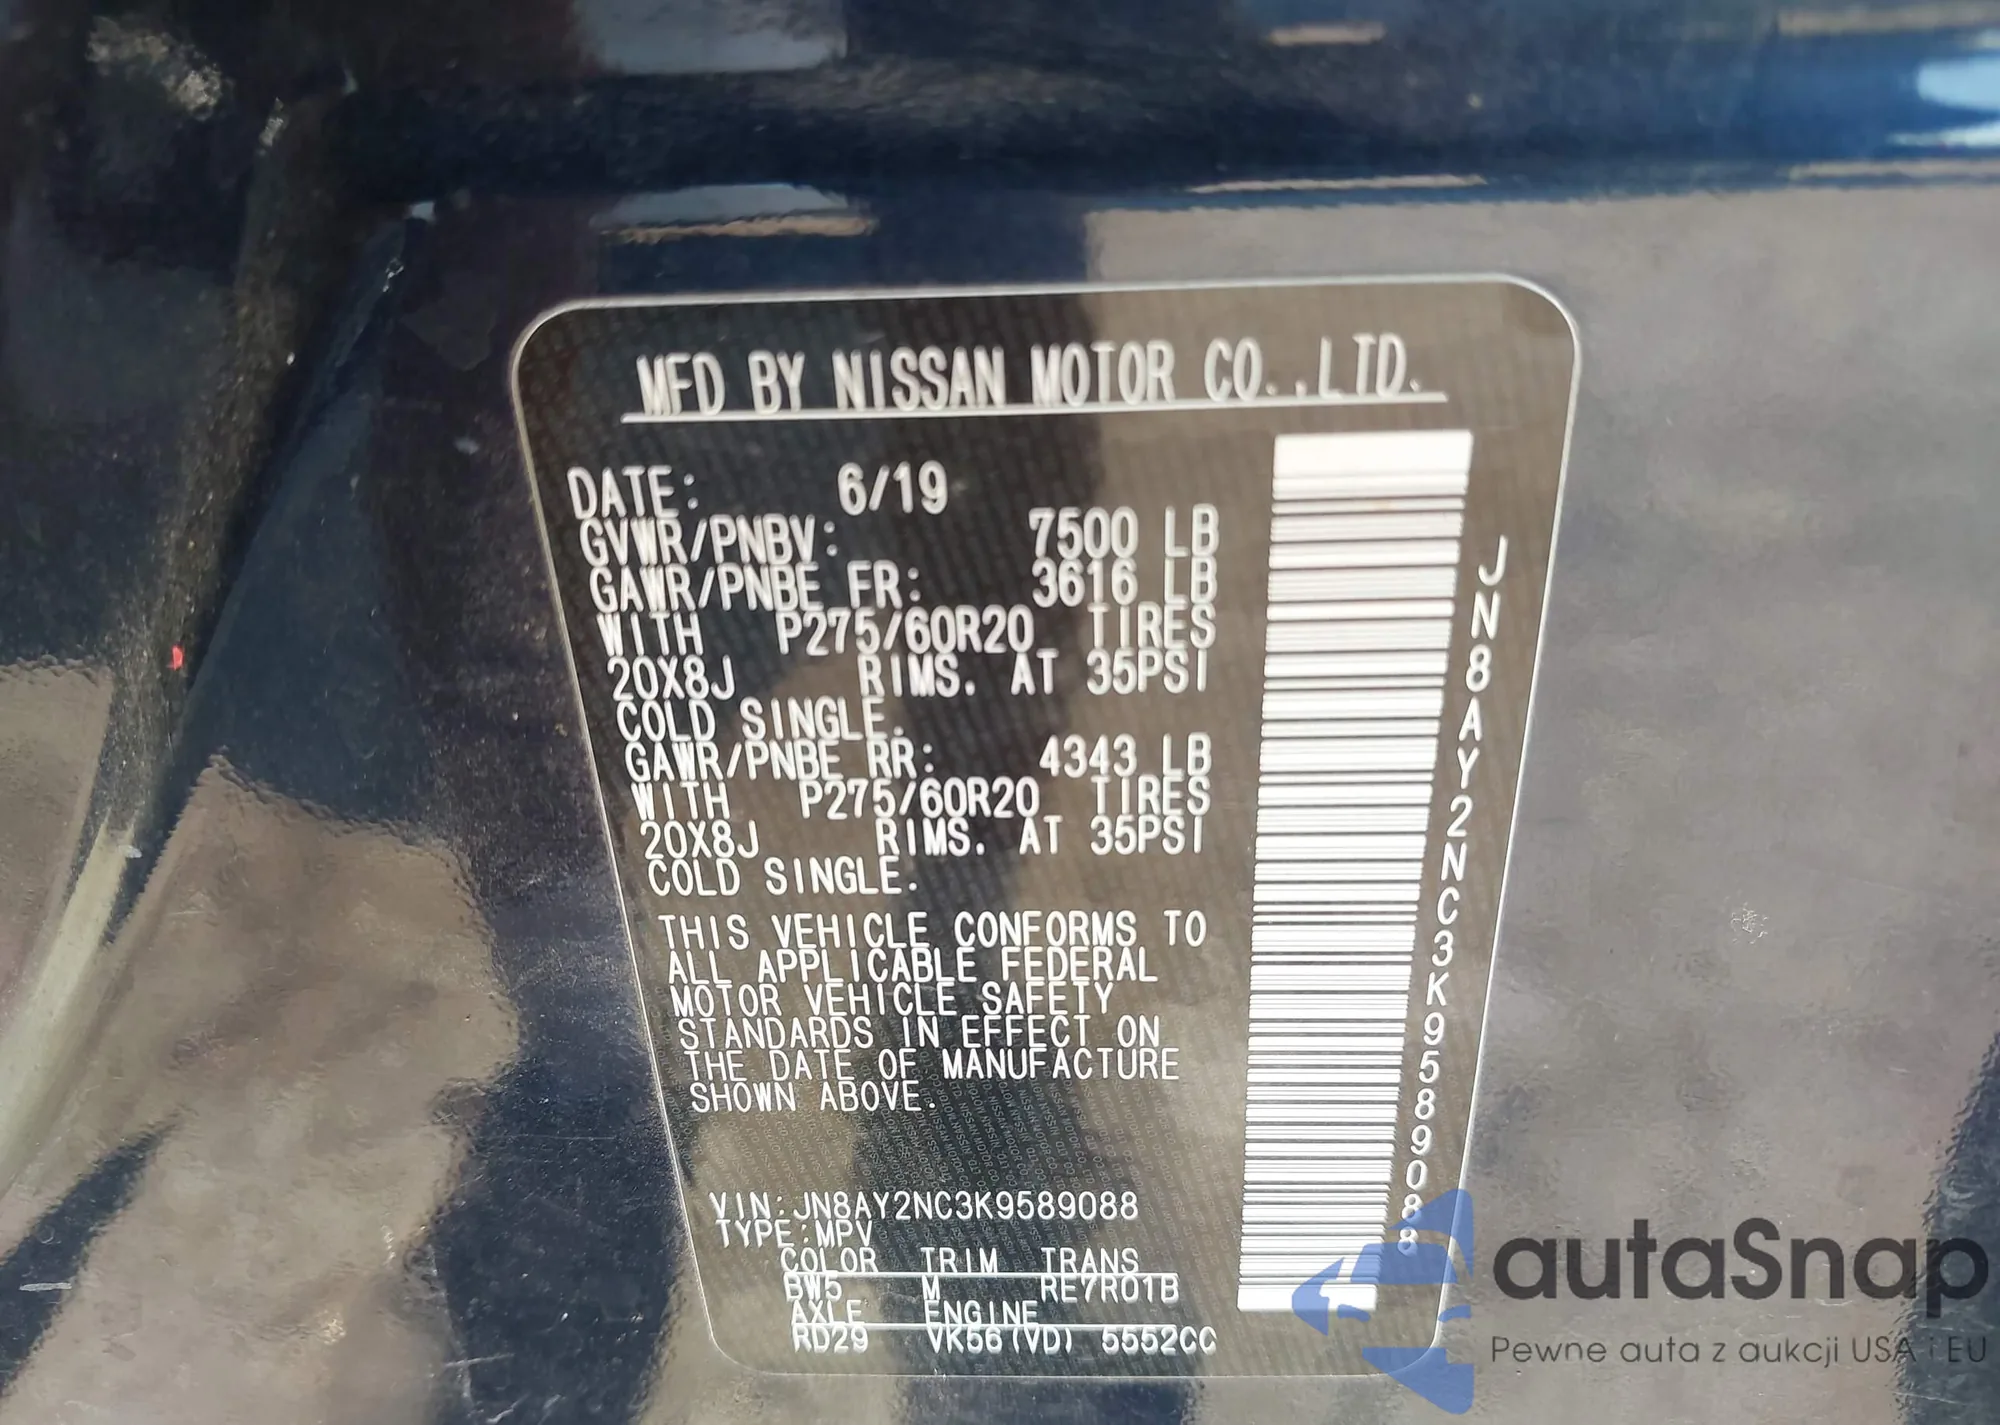 MFD BY NISSAN MOTOR CO.,LTD.
DATE: 6/19
GVWR/PNBV: 7500 LB
GAWR/PNBE FR: 3616 LB
WITH P275/60R20 TIRES
20X8J RIMS. AT 35PSI
COLD SINGLE.
GAWR/PNBE RR: 4343 LB
WITH P275/60R20 TIRES
20X8J RIMS. AT 35PSI
COLD SINGLE.
THIS VEHICLE CONFORMS TO
ALL APPLICABLE FEDERAL
MOTOR VEHICLE SAFETY
STANDARDS IN EFFECT ON
THE DATE OF MANUFACTURE
SHOWN ABOVE.
VIN:JN8AY2NC3K9589088
TYPE:MPV
COLOR TRIM TRANS
BW5 M RE7R01B
AXLE ENGINE
RD29 VK56(VD) 5552CC
JN8AY2NC3K9589088
autaSnap
Pewne auta z aukcji USA i EU